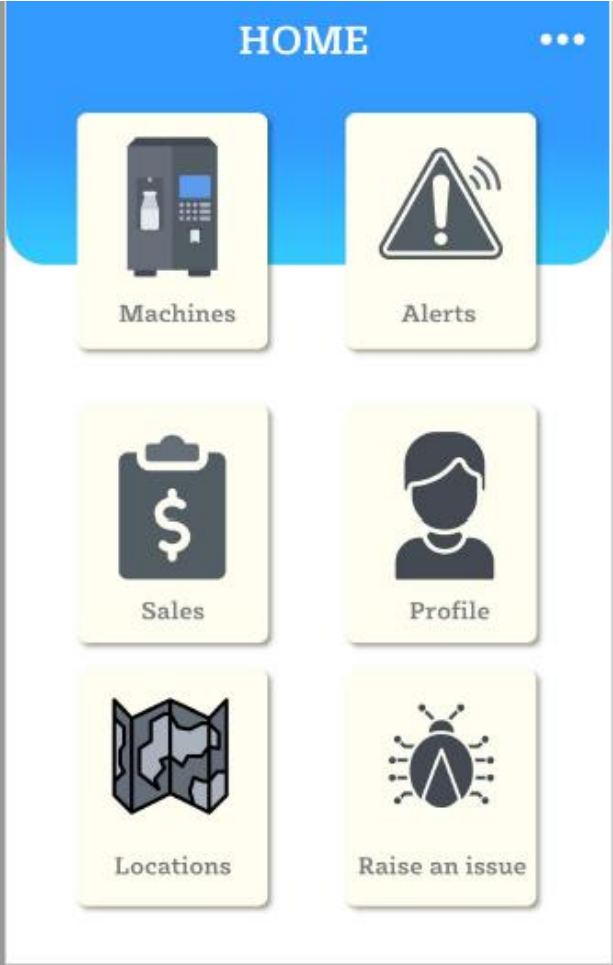 HOME
Machines
Alerts
Sales
Profile
Locations
Raise an issue